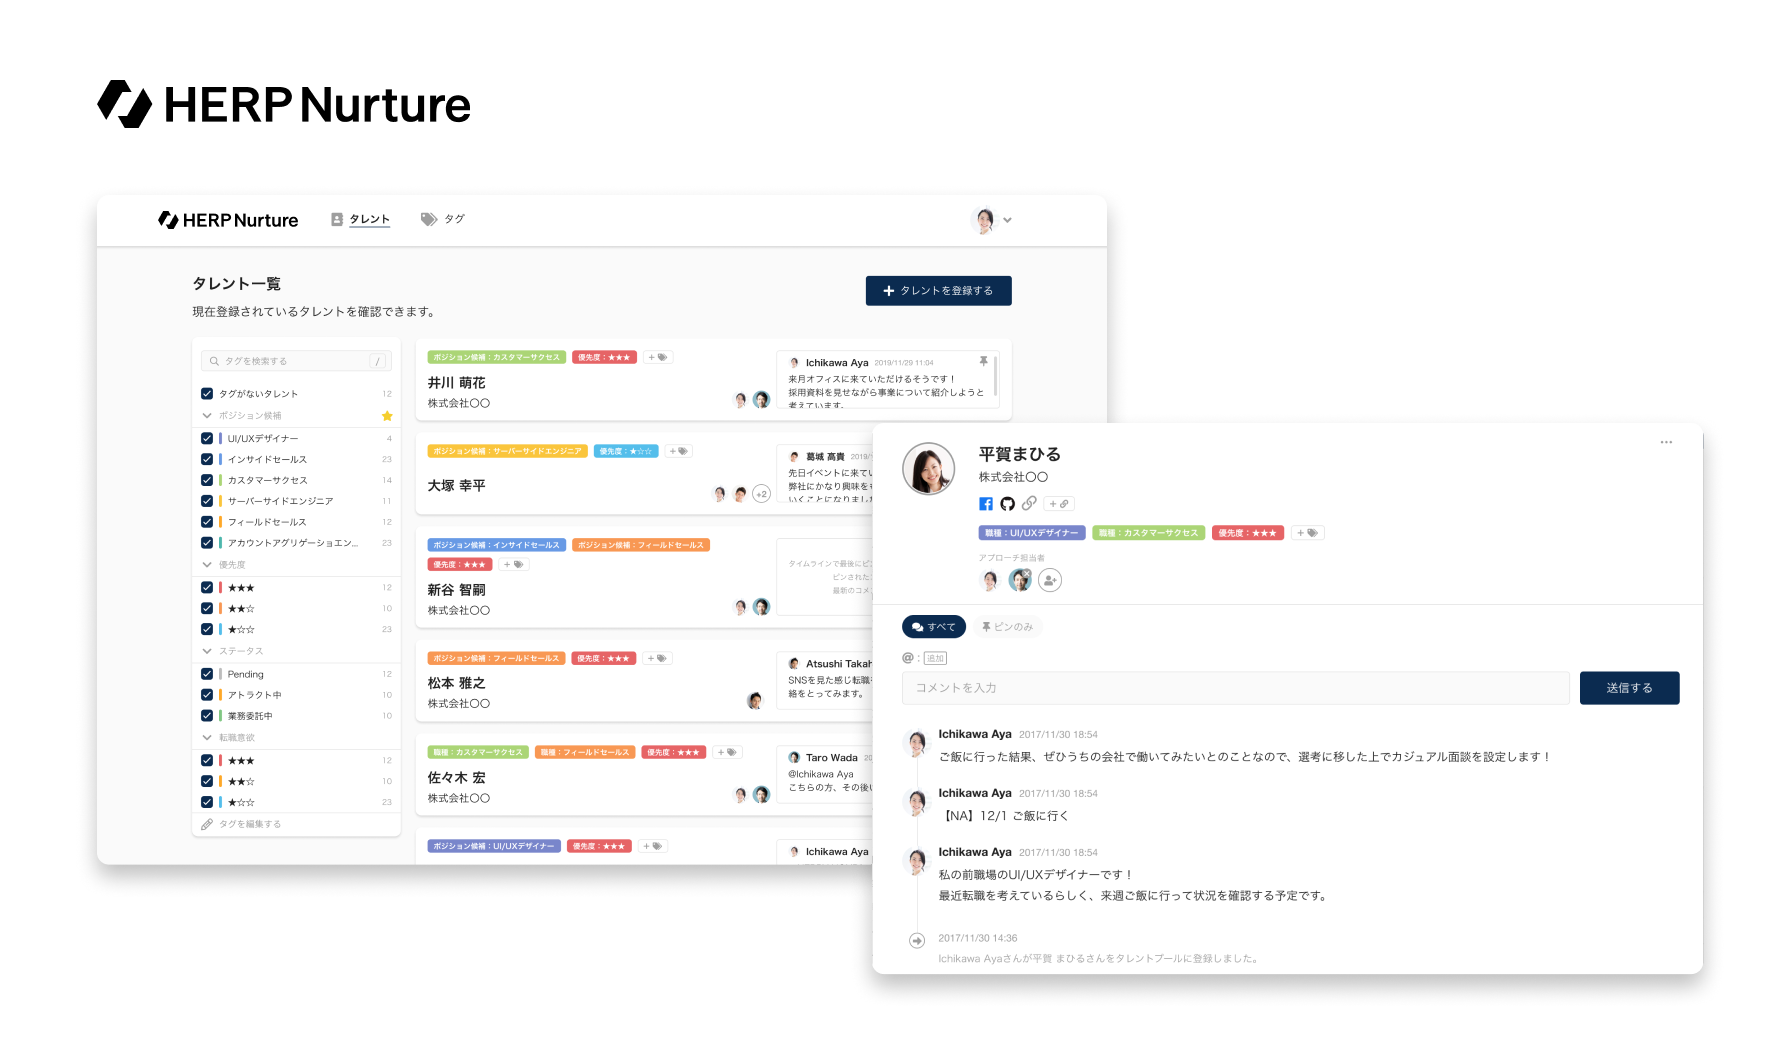 HERP Nurture
HERP Nurture
タレント
タグ
タレント一覧
現在登録されているタレントを確認できます。
タレントを登録する
タグを検索する /
タグがないタレント 12
ポジション候補
UI/UXデザイナー 4
インサイドセールス 23
カスタマーサクセス 14
サーバーサイドエンジニア 11
フィールドセールス 12
アカウントアグリゲーショエン... 23
優先度
★★★ 12
★★☆ 10
★☆☆ 23
ステータス
Pending 12
アトラクト中 10
業務委託中 10
転職意欲
★★★ 12
★★☆ 10
★☆☆ 23
タグを編集する
ポジション候補：カスタマーサクセス 優先度：★★★ +
井川 萌花
株式会社〇〇
Ichikawa Aya 2019/11/29 11:04
来月オフィスに来ていただけるそうです！
採用資料を見せながら事業について紹介しようと
考えています。
ポジション候補：サーバーサイドエンジニア 優先度：★☆☆ +
大塚 幸平
+2
葛城 高貴 2019/
先日イベントに来てい
弊社にかなり興味をも
いくことになりました
ポジション候補：インサイドセールス ポジション候補：フィールドセールス
優先度：★★★ +
新谷 智嗣
株式会社〇〇
タイムラインで最後にピ
ピンされたコ
最新のコメ
ポジション候補：フィールドセールス 優先度：★★★ +
松本 雅之
株式会社〇〇
Atsushi Takah
SNSを見た感じ転職
絡をとってみます。
職種：カスタマーサクセス 職種：フィールドセールス 優先度：★★★ +
佐々木 宏
株式会社〇〇
Taro Wada 20
@Ichikawa Aya
こちらの方、その後い
ポジション候補：UI/UXデザイナー 優先度：★★★ +
Ichikawa Aya
平賀まひる
株式会社〇〇
+
職種：UI/UXデザイナー 職種：カスタマーサクセス 優先度：★★★ +
アプローチ担当者
すべて ピンのみ
@：追加
コメントを入力
送信する
Ichikawa Aya 2017/11/30 18:54
ご飯に行った結果、ぜひうちの会社で働いてみたいとのことなので、選考に移した上でカジュアル面談を設定します！
Ichikawa Aya 2017/11/30 18:54
【NA】12/1 ご飯に行く
Ichikawa Aya 2017/11/30 18:54
私の前職場のUI/UXデザイナーです！
最近転職を考えているらしく、来週ご飯に行って状況を確認する予定です。
2017/11/30 14:36
Ichikawa Ayaさんが平賀 まひるさんをタレントプールに登録しました。